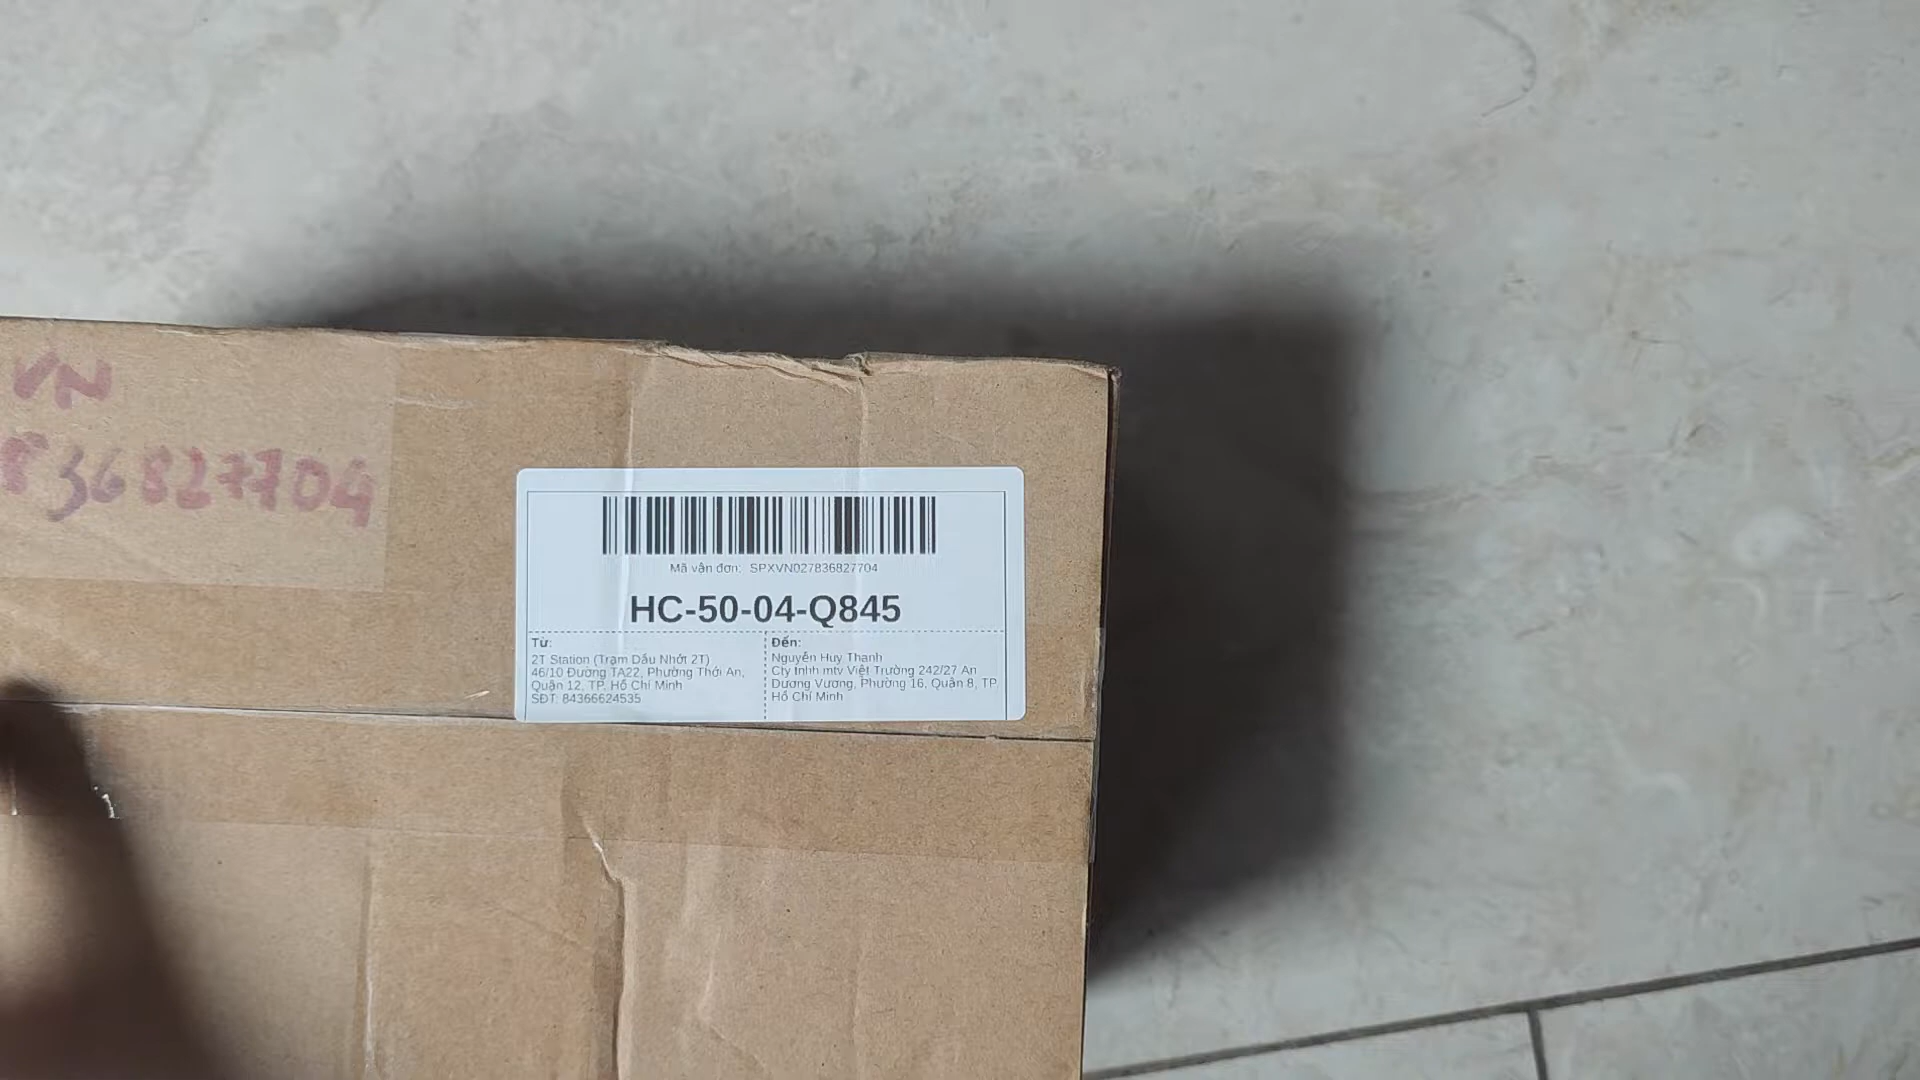 VN
836827704
Mã vận đơn: SPXVN027836827704
HC-50-04-Q845
Từ:
2T Station (Trạm Dầu Nhớt 2T)
46/10 Đường TA22, Phường Thới An,
Quận 12, TP. Hồ Chí Minh
SĐT: 84366624535
Đến:
Nguyễn Huy Thanh
Cty tnhh mtv Việt Trường 242/27 An
Dương Vương, Phường 16, Quận 8, TP.
Hồ Chí Minh